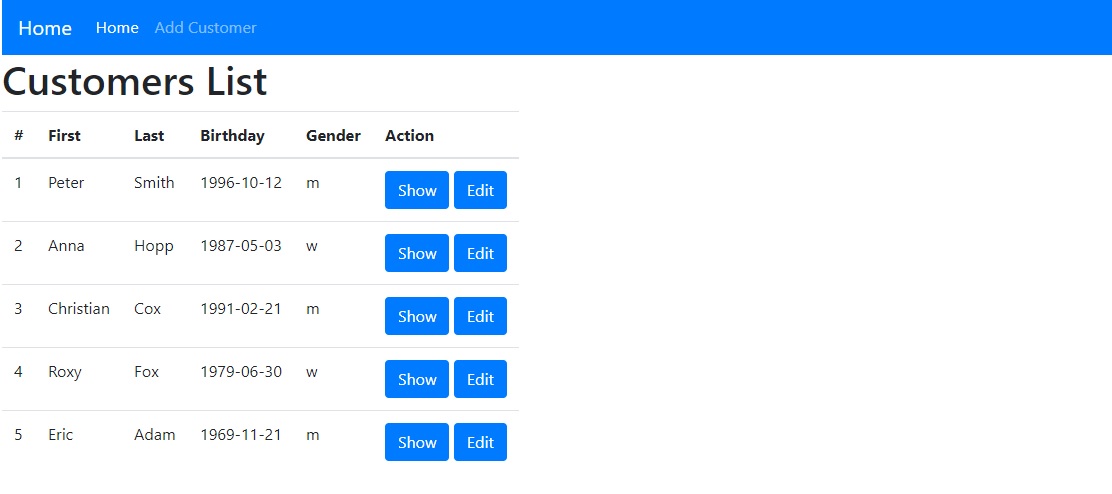 Home Home Add Customer
Customers List
# First Last Birthday Gender Action
1 Peter Smith 1996-10-12 m Show Edit
2 Anna Hopp 1987-05-03 w Show Edit
3 Christian Cox 1991-02-21 m Show Edit
4 Roxy Fox 1979-06-30 w Show Edit
5 Eric Adam 1969-11-21 m Show Edit